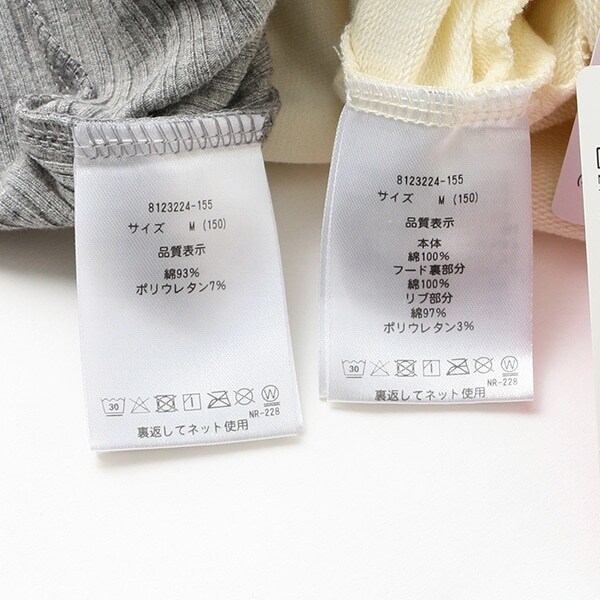 8123224-155
サイズ M (150)
品質表示
綿93%
ポリウレタン7%
30
1
W
NR-228
裏返してネット使用
8123224-155
サイズ M (150)
品質表示
本体
綿100%
フード裏部分
綿100%
リブ部分
綿97%
ポリウレタン3%
30
1
W
NR-228
裏返してネット使用